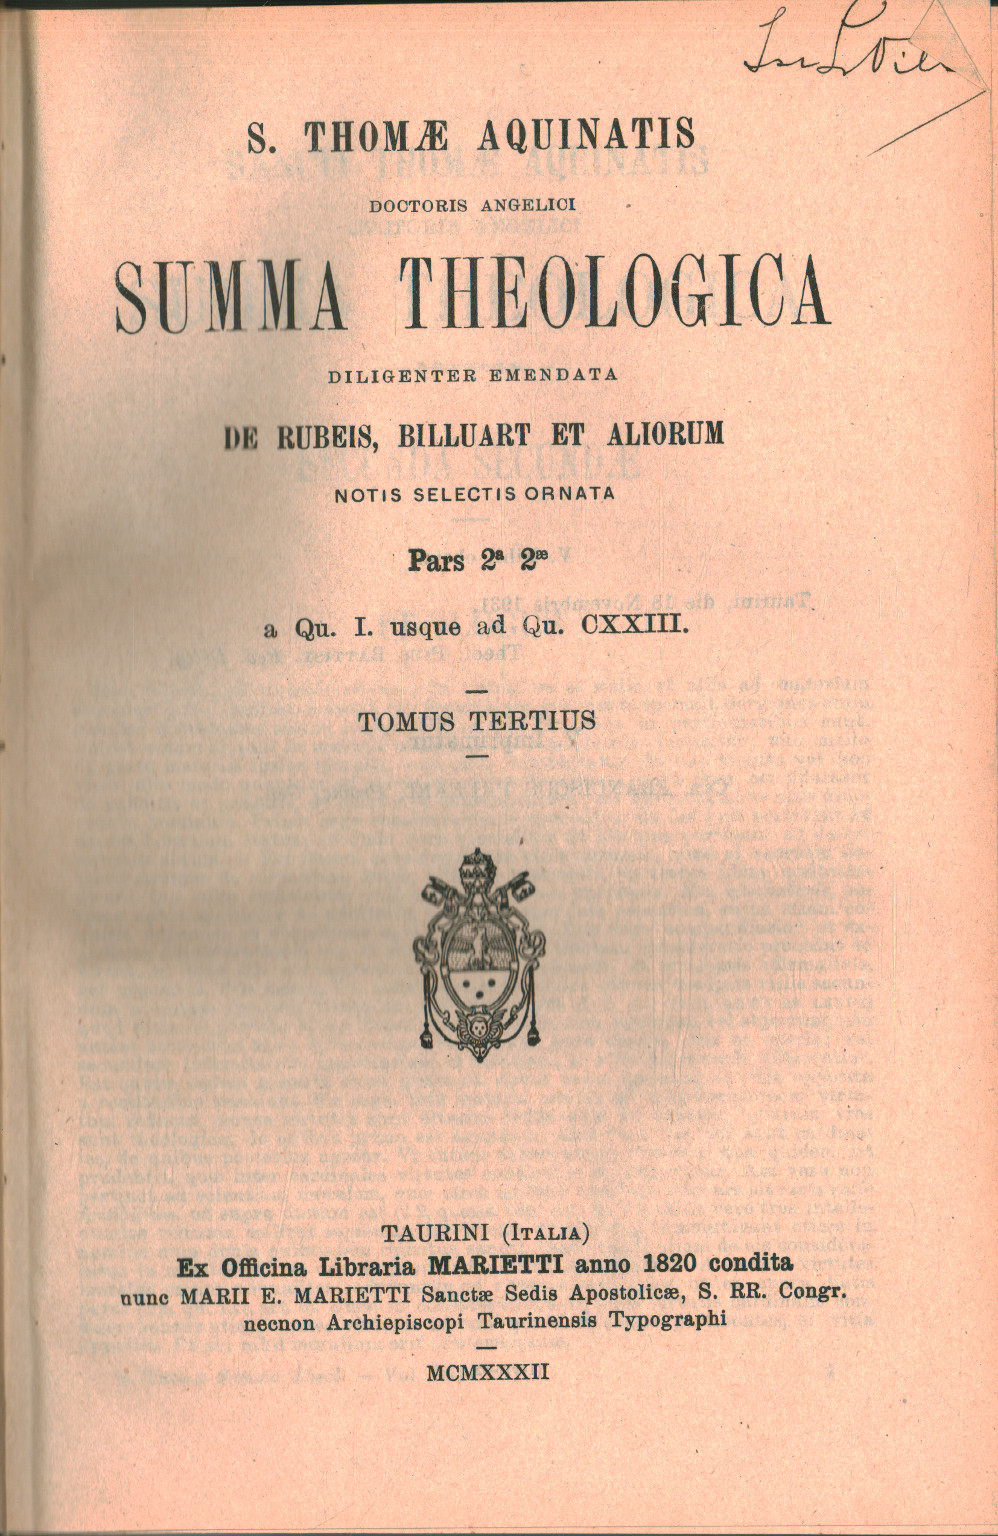 S. THOMÆ AQUINATIS
DOCTORIS ANGELICI
SUMMA THEOLOGICA
DILIGENTER EMENDATA
DE RUBEIS, BILLUART ET ALIORUM
NOTIS SELECTIS ORNATA
Pars 2ª 2æ
a Qu. I. usque ad Qu. CXXIII.
TOMUS TERTIUS
TAURINI (ITALIA)
Ex Officina Libraria MARIETTI anno 1820 condita
nunc MARII E. MARIETTI Sanctæ Sedis Apostolicæ, S. RR. Congr.
necnon Archiepiscopi Taurinensis Typographi
MCMXXXII